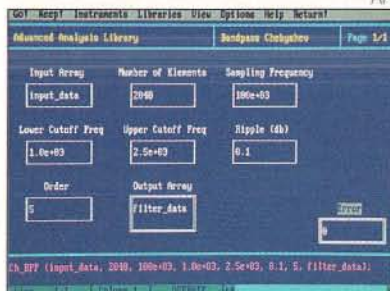 Go! Keep! Instruments Libraries View Options Help Return!
Advanced Analysis Library Bandpass Chebyshev Page 1/1
Input Array Number of Elements Sampling Frequency
input_data 2048 100e+03
Lower Cutoff Freq Upper Cutoff Freq Ripple (db)
1.0e+03 2.5e+03 0.1
Order Output Array
5 filter_data
Error
0
Ch_BPF (input_data, 2048, 100e+03, 1.0e+03, 2.5e+03, 0.1, 5, filter_data);